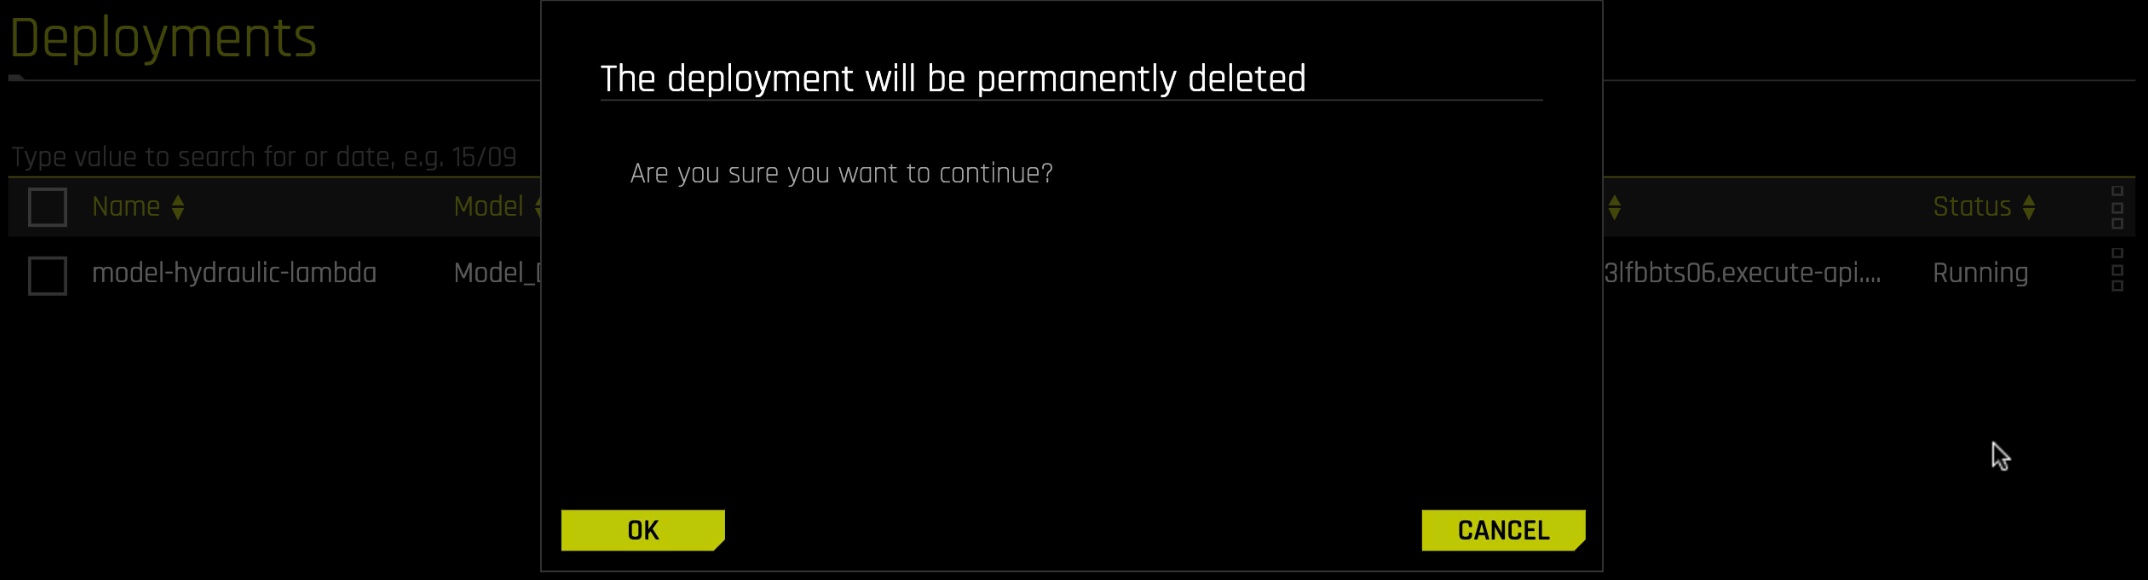 Deployments
The deployment will be permanently deleted
Type value to search for or date, e.g. 15/09
Are you sure you want to continue?
Name Model Status
model-hydraulic-lambda Model_ 3lfbbts06.execute-api.... Running
OK CANCEL